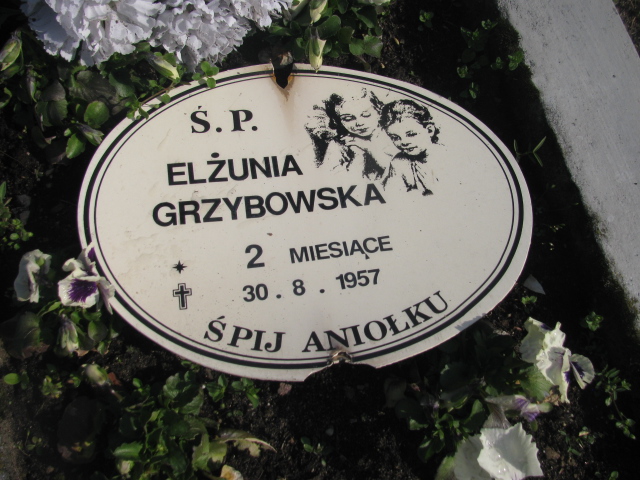 Ś.P.
ELŻUNIA
GRZYBOWSKA
2 MIESIĄCE
30.8.1957
ŚPIJ ANIOŁKU